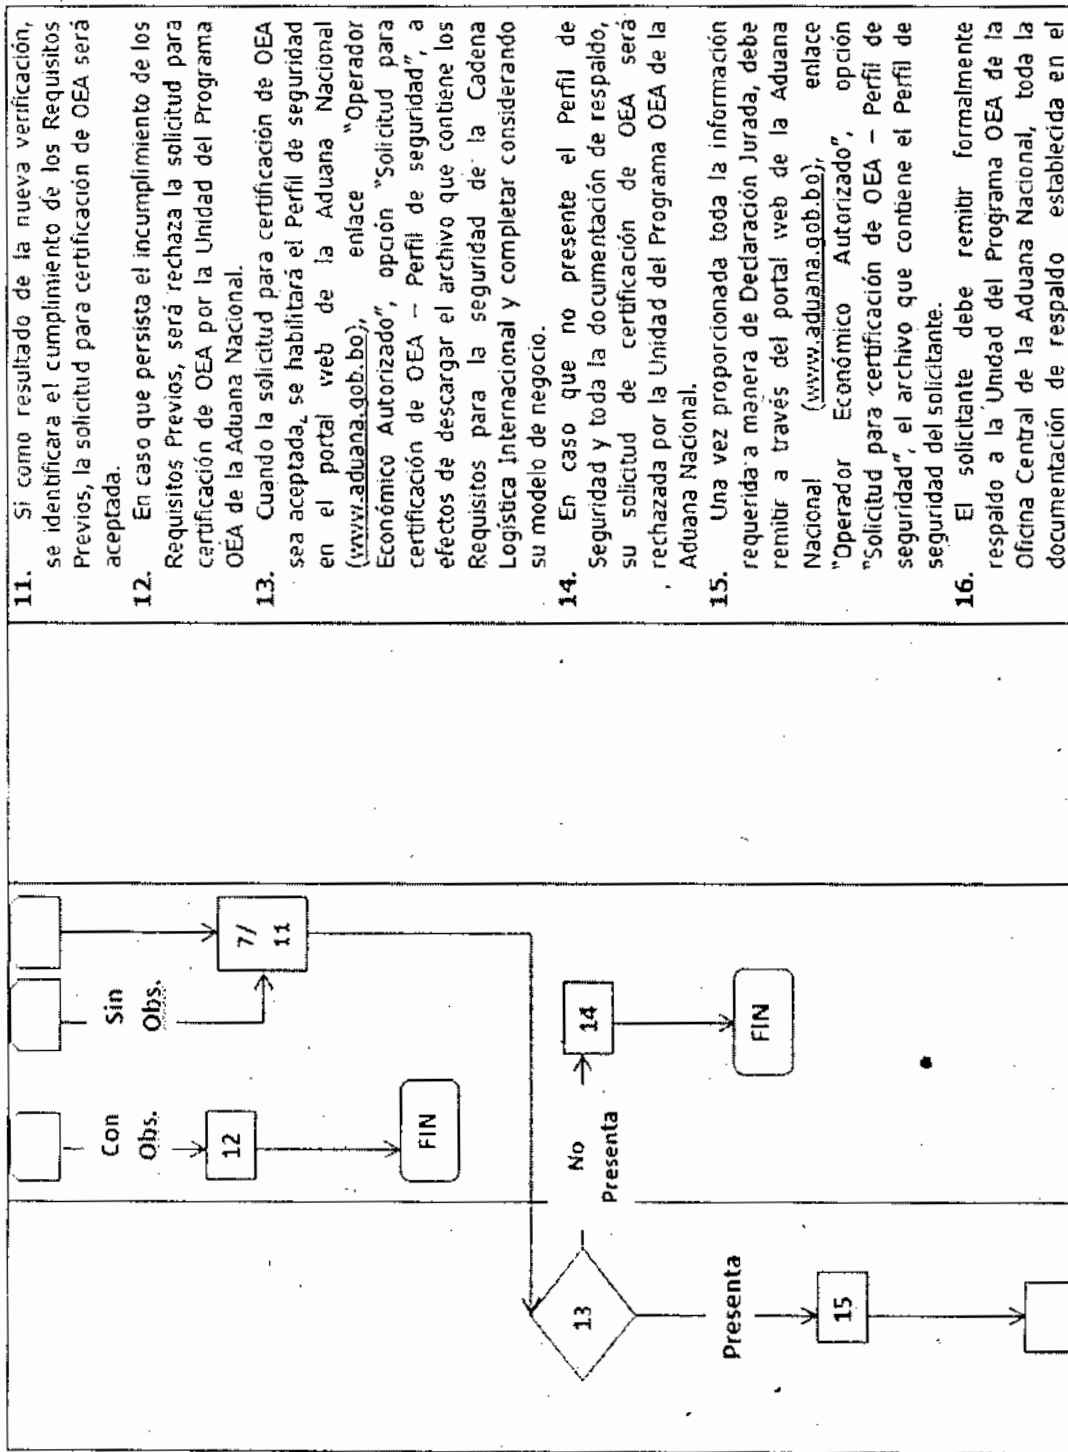 Con
Obs.
Sin
Obs.
12
7/
11
FIN
13
No
Presenta
14
FIN
Presenta
15
11. Si como resultado de la nueva verificación,
se identificara el cumplimiento de los Requisitos
Previos, la solicitud para certificación de OEA será
aceptada.
12. En caso que persista el incumplimiento de los
Requisitos Previos, será rechaza la solicitud para
certificación de OEA por la Unidad del Programa
OEA de la Aduana Nacional.
13. Cuando la solicitud para certificación de OEA
sea aceptada, se habilitará el Perfil de seguridad
en el portal web de la Aduana Nacional
(www.aduana.gob.bo), enlace "Operador
Económico Autorizado", opción "Solicitud para
certificación de OEA – Perfil de seguridad", a
efectos de descargar el archivo que contiene los
Requisitos para la seguridad de la Cadena
Logística Internacional y completar considerando
su modelo de negocio.
14. En caso que no presente el Perfil de
Seguridad y toda la documentación de respaldo,
su solicitud de certificación de OEA será
rechazada por la Unidad del Programa OEA de la
Aduana Nacional.
15. Una vez proporcionada toda la información
requerida a manera de Declaración Jurada, debe
remitir a través del portal web de la Aduana
Nacional (www.aduana.gob.bo), enlace
"Operador Económico Autorizado", opción
"Solicitud para certificación de OEA – Perfil de
seguridad", el archivo que contiene el Perfil de
seguridad del solicitante.
16. El solicitante debe remitir formalmente
respaldo a la Unidad del Programa OEA de la
Oficina Central de la Aduana Nacional, toda la
documentación de respaldo establecida en el